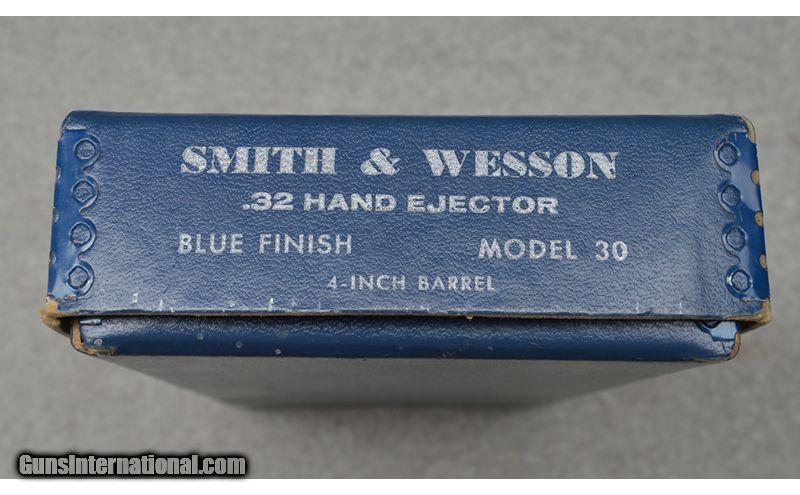 SMITH & WESSON
.32 HAND EJECTOR
BLUE FINISH MODEL 30
4-INCH BARREL
GunsInternational.com